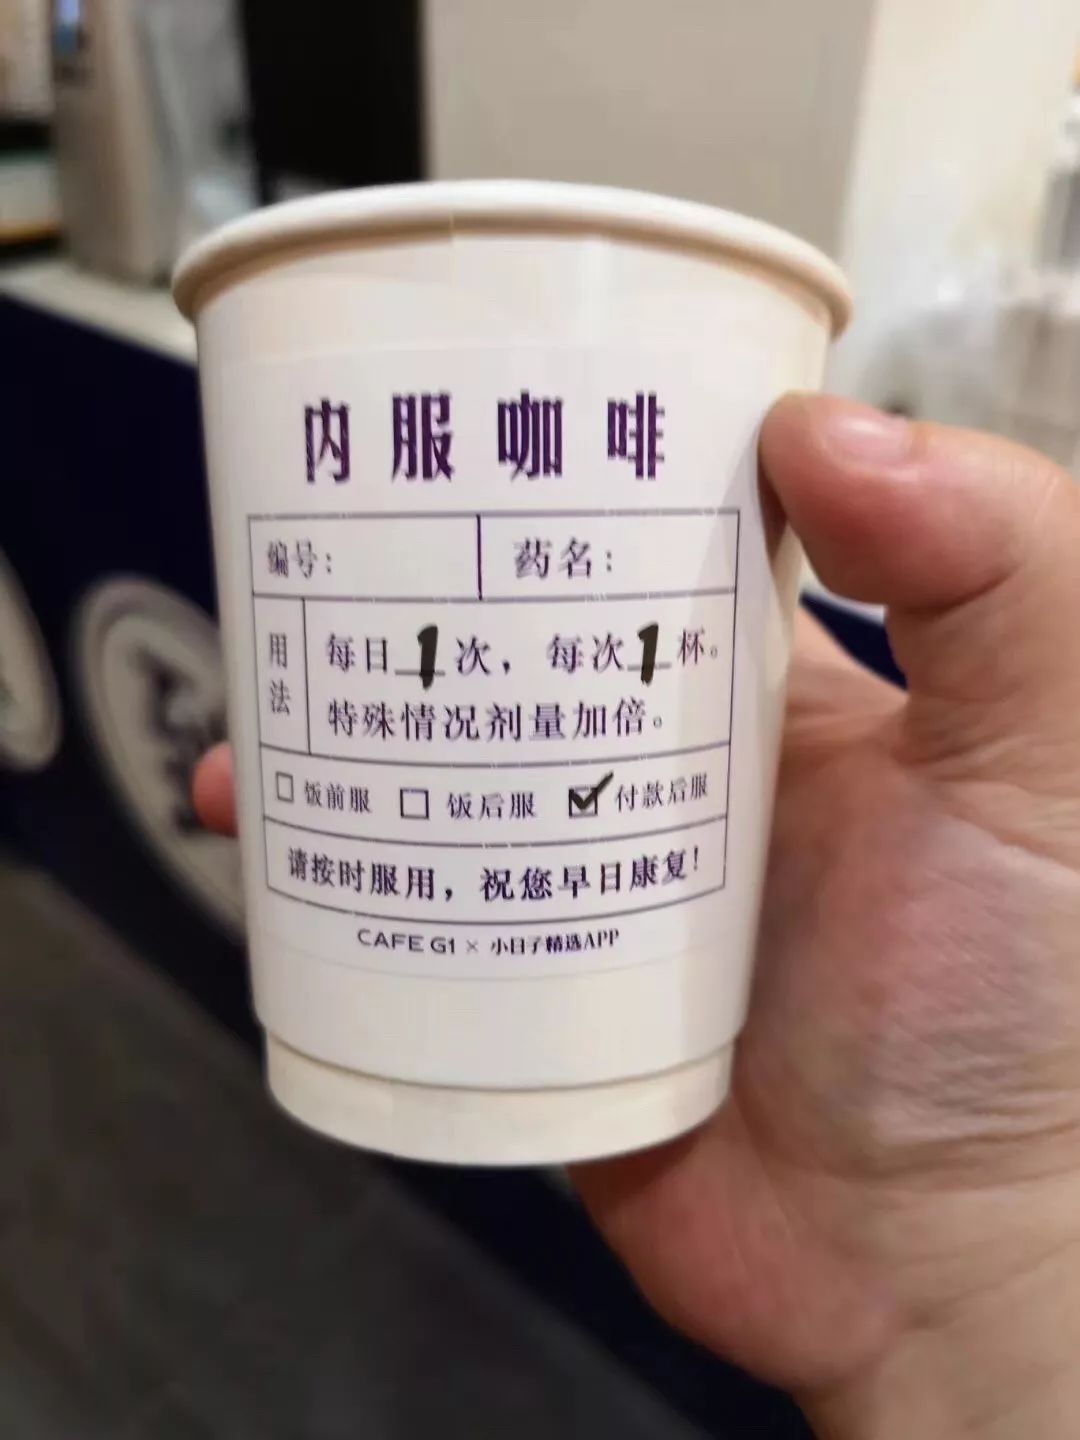 内服咖啡
编号： 药名：
用法 每日1次，每次1杯。
特殊情况剂量加倍。
饭前服 饭后服 付款后服
请按时服用，祝您早日康复！
CAFE G1 × 小日子精选APP